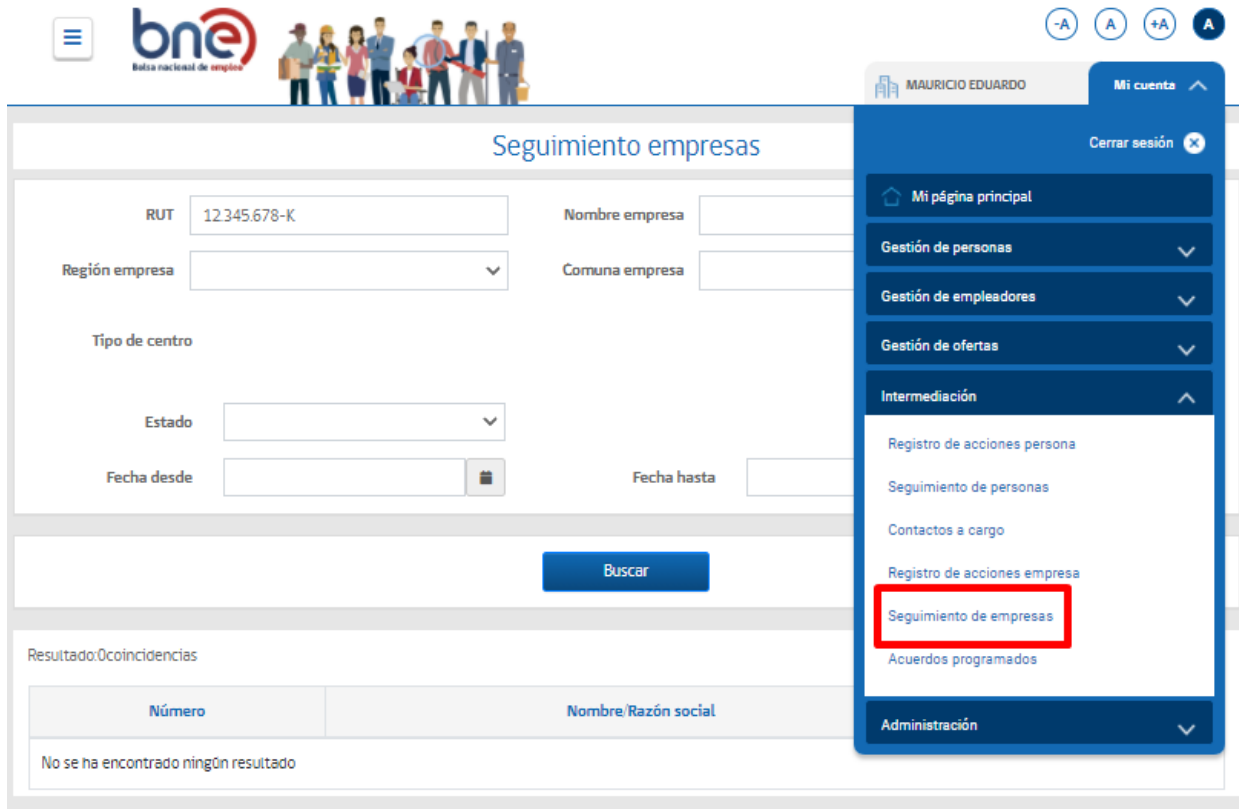 bne
Bolsa nacional de empleo
-A A +A A
MAURICIO EDUARDO Mi cuenta
Cerrar sesión
Seguimiento empresas
RUT 12.345.678-K Nombre empresa
Región empresa Comuna empresa
Tipo de centro
Estado
Fecha desde Fecha hasta
Buscar
Resultado:0coincidencias
Número Nombre/Razón social
No se ha encontrado ningún resultado
Mi página principal
Gestión de personas
Gestión de empleadores
Gestión de ofertas
Intermediación
Registro de acciones persona
Seguimiento de personas
Contactos a cargo
Registro de acciones empresa
Seguimiento de empresas
Acuerdos programados
Administración